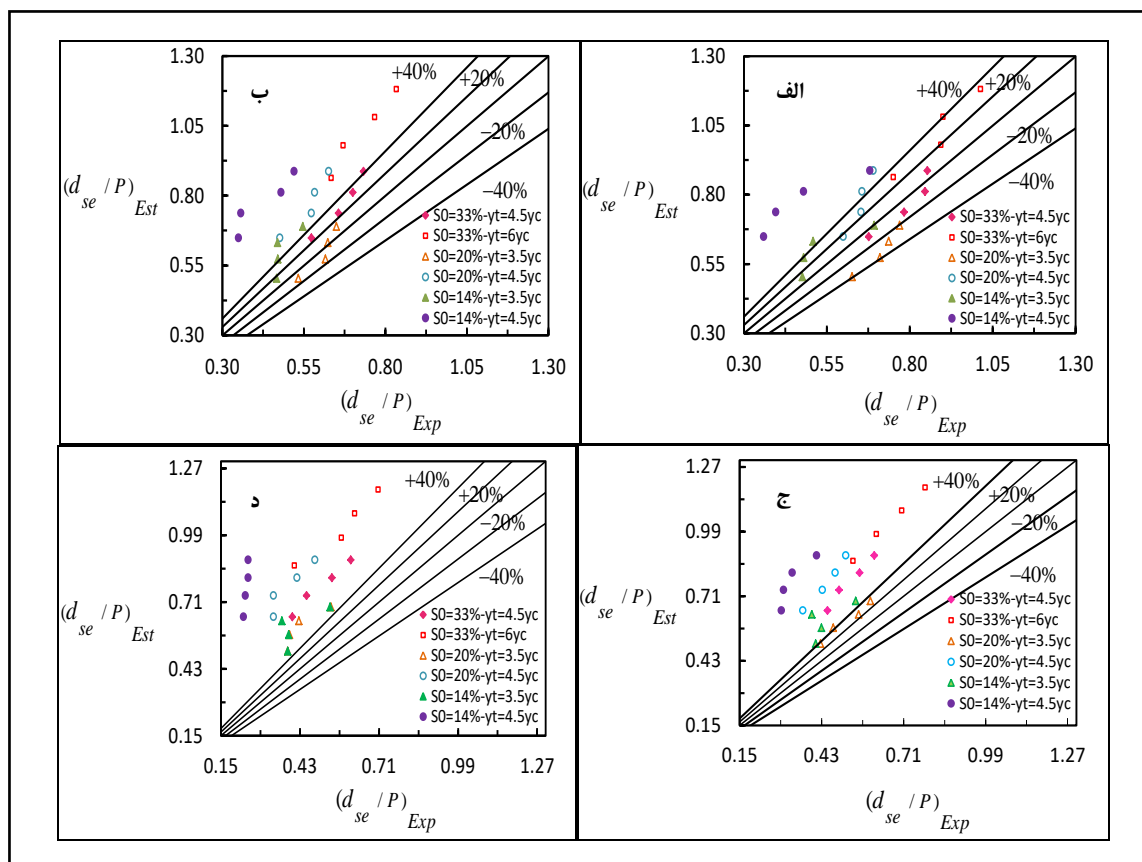 ب
+40%
+20%
−20%
−40%
1.30
1.05
0.80
0.55
0.30
(d se / P) Est
S0=33%-yt=4.5yc
S0=33%-yt=6yc
S0=20%-yt=3.5yc
S0=20%-yt=4.5yc
S0=14%-yt=3.5yc
S0=14%-yt=4.5yc
0.30 0.55 0.80 1.05 1.30
(d se / P) Exp
الف
+40%
+20%
−20%
−40%
1.30
1.05
0.80
0.55
0.30
(d se / P) Est
S0=33%-yt=4.5yc
S0=33%-yt=6yc
S0=20%-yt=3.5yc
S0=20%-yt=4.5yc
S0=14%-yt=3.5yc
S0=14%-yt=4.5yc
0.30 0.55 0.80 1.05 1.30
(d se / P) Exp
د
+40%
+20%
−20%
−40%
1.27
0.99
0.71
0.43
0.15
(d se / P) Est
S0=33%-yt=4.5yc
S0=33%-yt=6yc
S0=20%-yt=3.5yc
S0=20%-yt=4.5yc
S0=14%-yt=3.5yc
S0=14%-yt=4.5yc
0.15 0.43 0.71 0.99 1.27
(d se / P) Exp
ج
+40%
+20%
−20%
−40%
1.27
0.99
0.71
0.43
0.15
(d se / P) Est
S0=33%-yt=4.5yc
S0=33%-yt=6yc
S0=20%-yt=3.5yc
S0=20%-yt=4.5yc
S0=14%-yt=3.5yc
S0=14%-yt=4.5yc
0.15 0.43 0.71 0.99 1.27
(d se / P) Exp